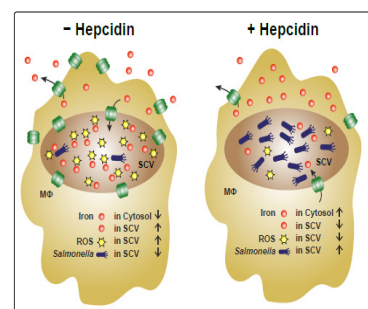 − Hepcidin
SCV
MΦ
Iron in Cytosol ↓
in SCV ↑
ROS in SCV ↑
Salmonella in SCV ↓
+ Hepcidin
SCV
MΦ
Iron in Cytosol ↑
in SCV ↓
ROS in SCV ↓
Salmonella in SCV ↑